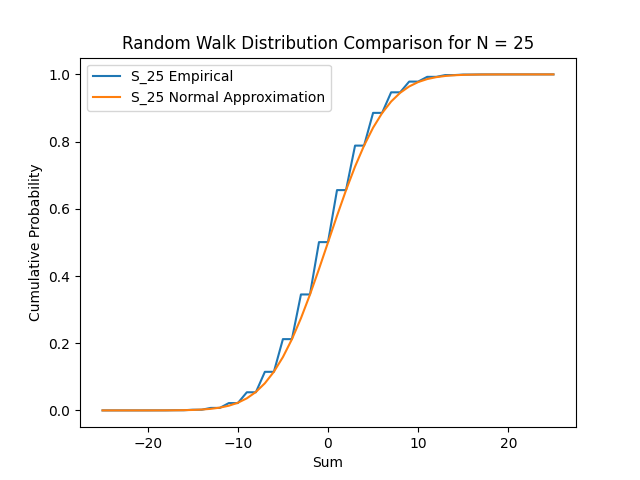 Random Walk Distribution Comparison for N = 25
S_25 Empirical
S_25 Normal Approximation
Cumulative Probability
1.0
0.8
0.6
0.4
0.2
0.0
−20 −10 0 10 20
Sum